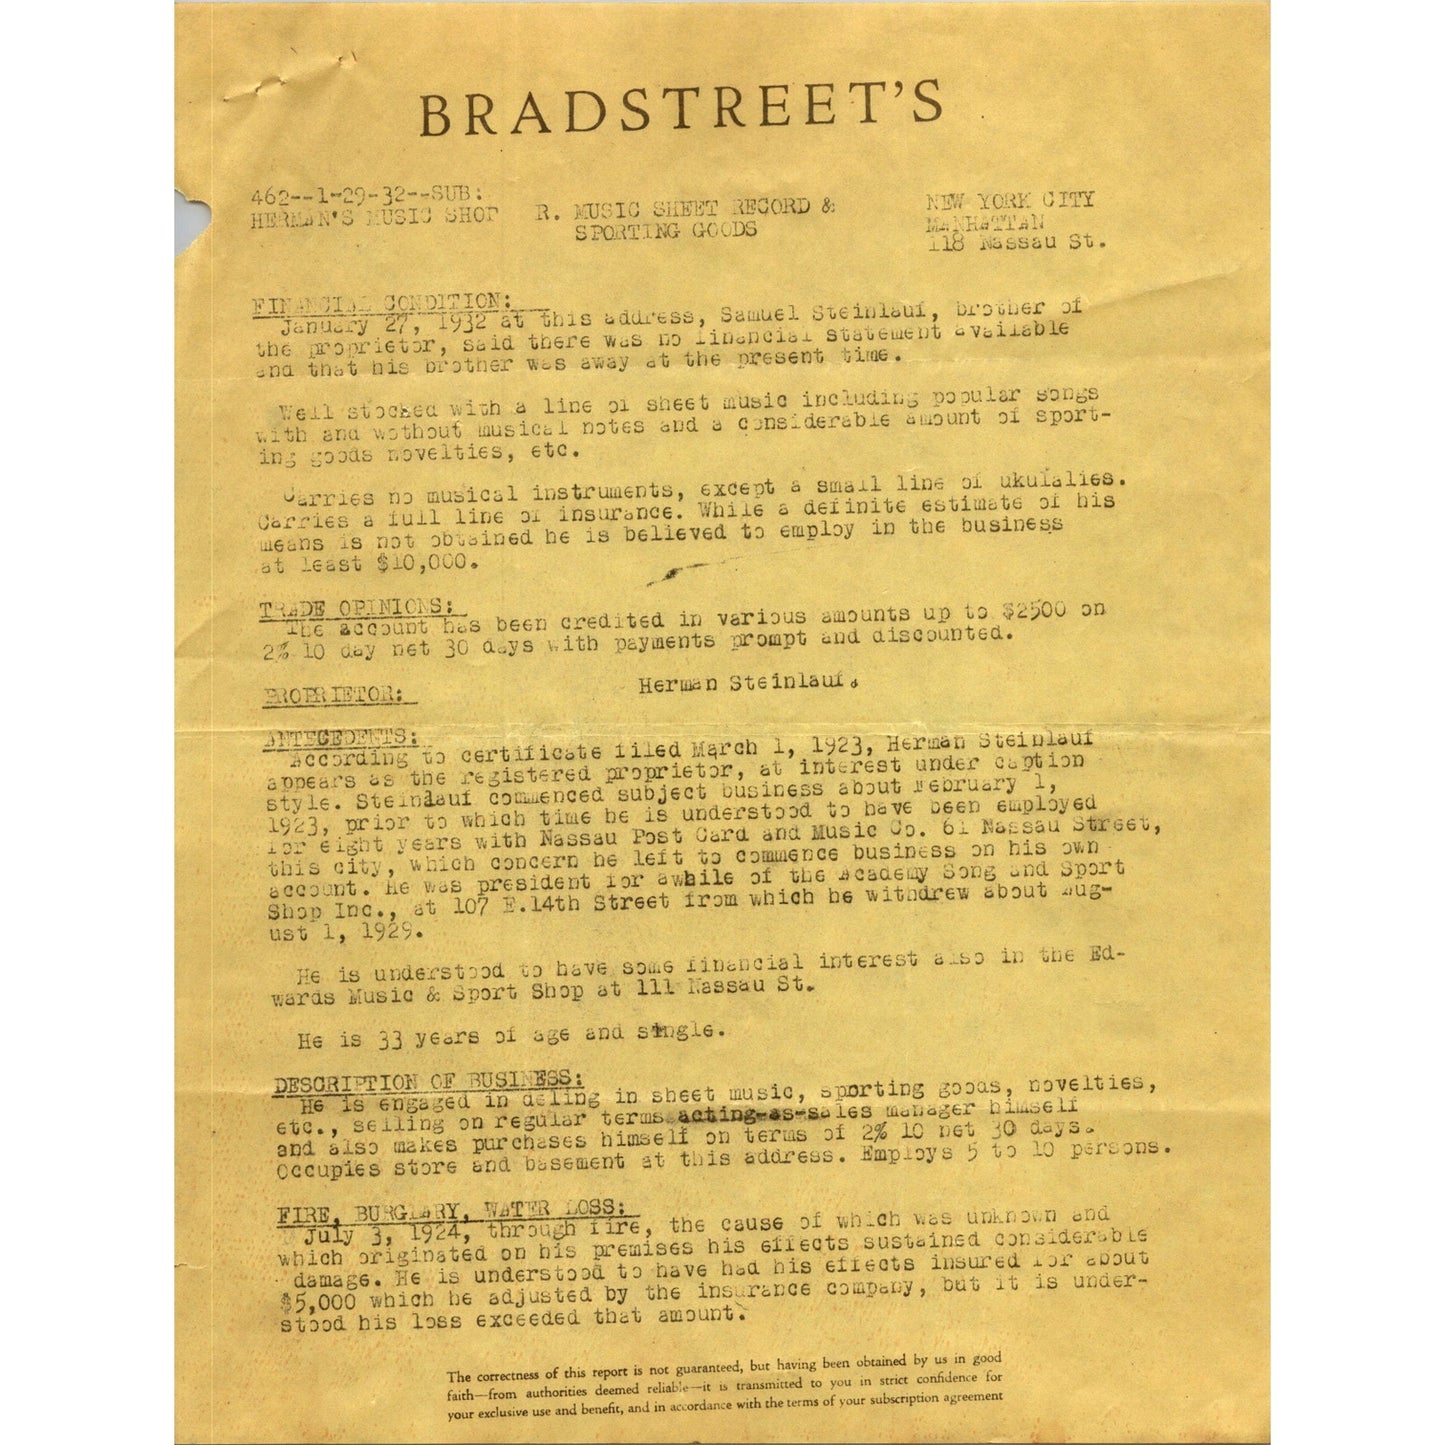 BRADSTREET'S
462--1-29-32--SUB:
HERMAN'S MUSIC SHOP R. MUSIC SHEET RECORD &
SPORTING GOODS
NEW YORK CITY
MANHATTAN
118 Nassau St.
FINANCIAL CONDITION:
January 27, 1932 at this address, Samuel Steinlauf, brother of
the proprietor, said there was no financial statement available
and that his brother was away at the present time.
Well stocked with a line of sheet music including popular songs
with and without musical notes and a considerable amount of sport-
ing goods novelties, etc.
Carries no musical instruments, except a small line of ukulalies.
Carries a full line of insurance. While a definite estimate of his
means is not obtained he is believed to employ in the business
at least $10,000.
TRADE OPINIONS:
The account has been credited in various amounts up to $2500 on
2% 10 day net 30 days with payments prompt and discounted.
PROPRIETOR: Herman Steinlauf.
ANTECEDENTS:
According to certificate filed March 1, 1923, Herman Steinlauf
appears as the registered proprietor, at interest under caption
style. Steinlauf commenced subject business about February 1,
1923, prior to which time he is understood to have been employed
for eight years with Nassau Post Card and Music Co. 61 Nassau Street,
this city, which concern he left to commence business on his own
account. He was president for awhile of the Academy Song and Sport
Shop Inc., at 107 E.14th Street from which he withdrew about Aug-
ust 1, 1929.
He is understood to have some financial interest also in the Ed-
wards Music & Sport Shop at 111 Nassau St.
He is 33 years of age and single.
DESCRIPTION OF BUSINESS:
He is engaged in daling in sheet music, sporting goods, novelties,
etc., selling on regular terms acting-as-sales manager himself
and also makes purchases himself on terms of 2% 10 net 30 days.
Occupies store and basement at this address. Employs 5 to 10 persons.
FIRE, BURGLARY, WATER LOSS:
July 3, 1924, through fire, the cause of which was unknown and
which originated on his premises his effects sustained considerable
damage. He is understood to have had his effects insured for about
$5,000 which he adjusted by the insurance company, but it is under-
stood his loss exceeded that amount.
The correctness of this report is not guaranteed, but having been obtained by us in good
faith—from authorities deemed reliable—it is transmitted to you in strict confidence for
your exclusive use and benefit, and in accordance with the terms of your subscription agreement